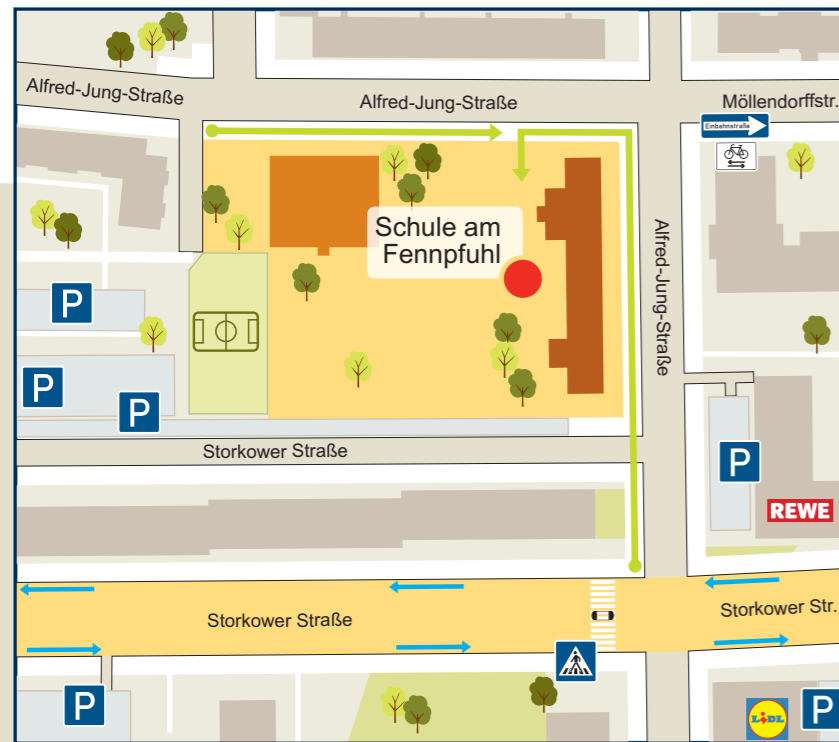 Alfred-Jung-Straße
Alfred-Jung-Straße
Möllendorffstr.
Einbahnstraße
Schule am
Fennpfuhl
Alfred-Jung-Straße
P
P
P
Storkower Straße
P
REWE
Storkower Straße
Storkower Str.
P
LIDL
P